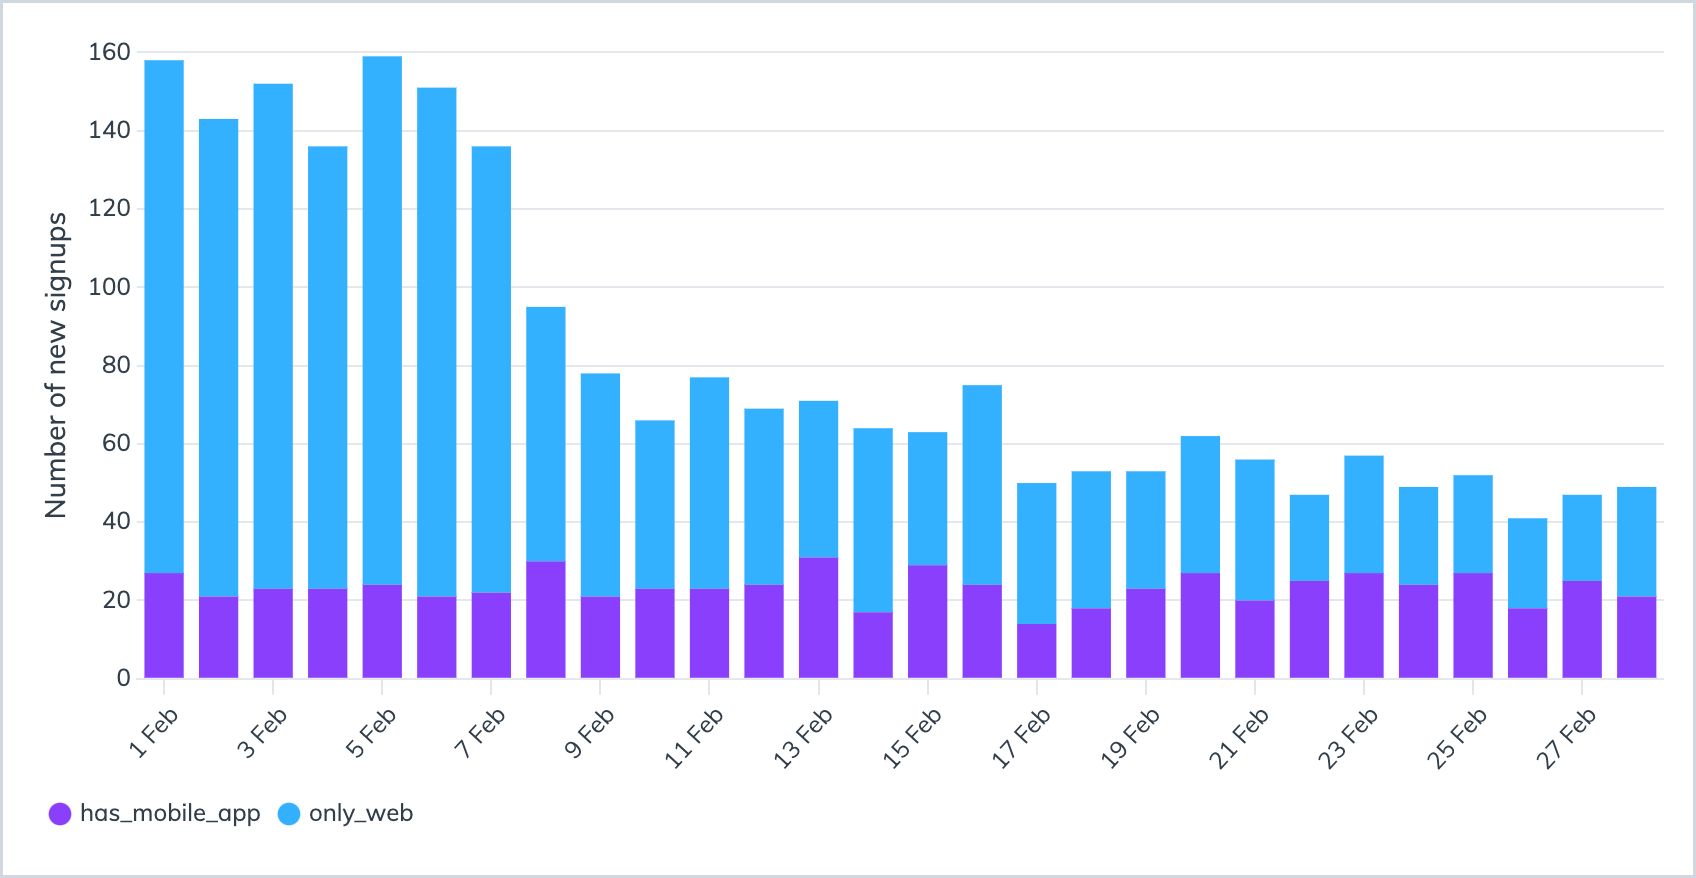 Number of new signups
160
140
120
100
80
60
40
20
0
1 Feb
3 Feb
5 Feb
7 Feb
9 Feb
11 Feb
13 Feb
15 Feb
17 Feb
19 Feb
21 Feb
23 Feb
25 Feb
27 Feb
has_mobile_app
only_web